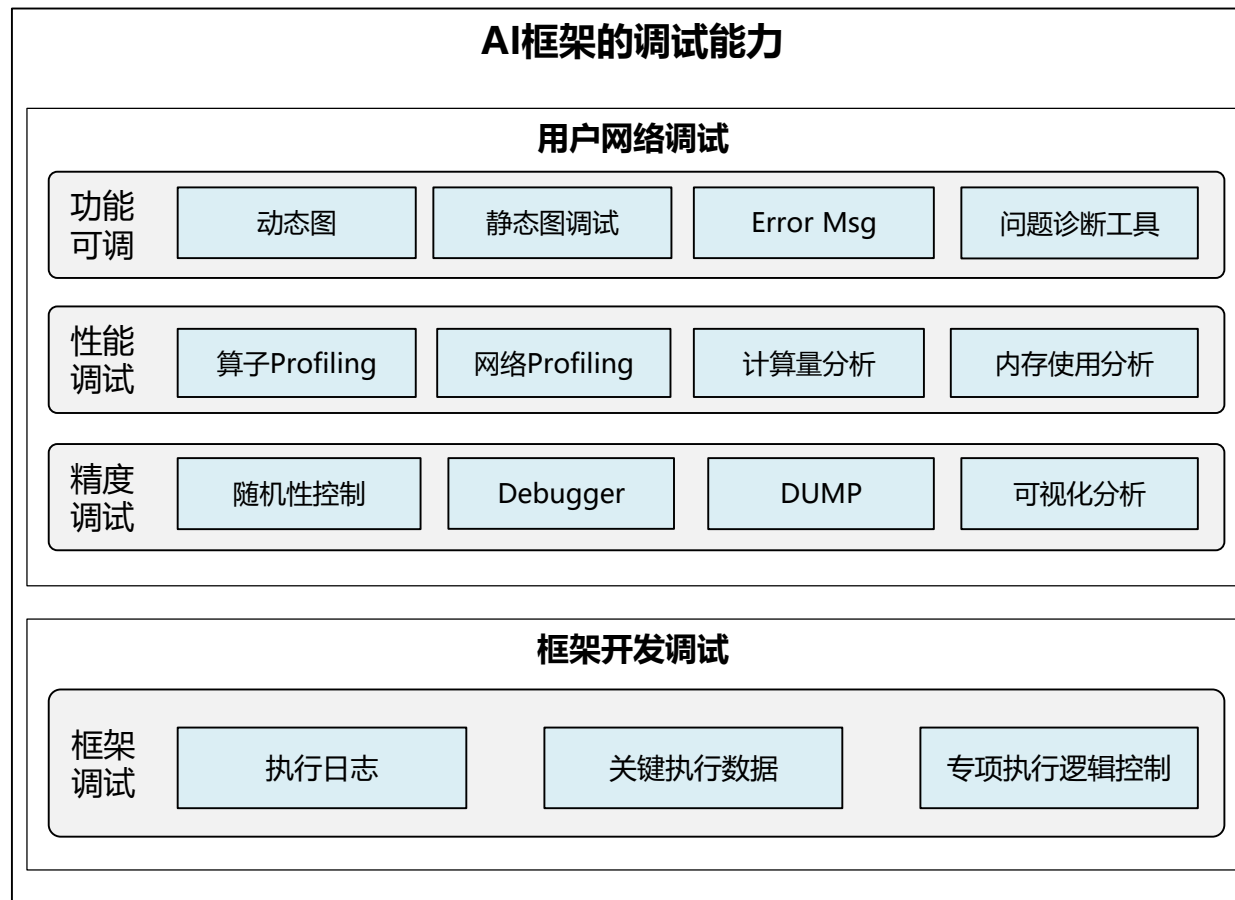 AI框架的调试能力
用户网络调试
功能
可调
动态图
静态图调试
Error Msg
问题诊断工具
性能
调试
算子Profiling
网络Profiling
计算量分析
内存使用分析
精度
调试
随机性控制
Debugger
DUMP
可视化分析
框架开发调试
框架
调试
执行日志
关键执行数据
专项执行逻辑控制